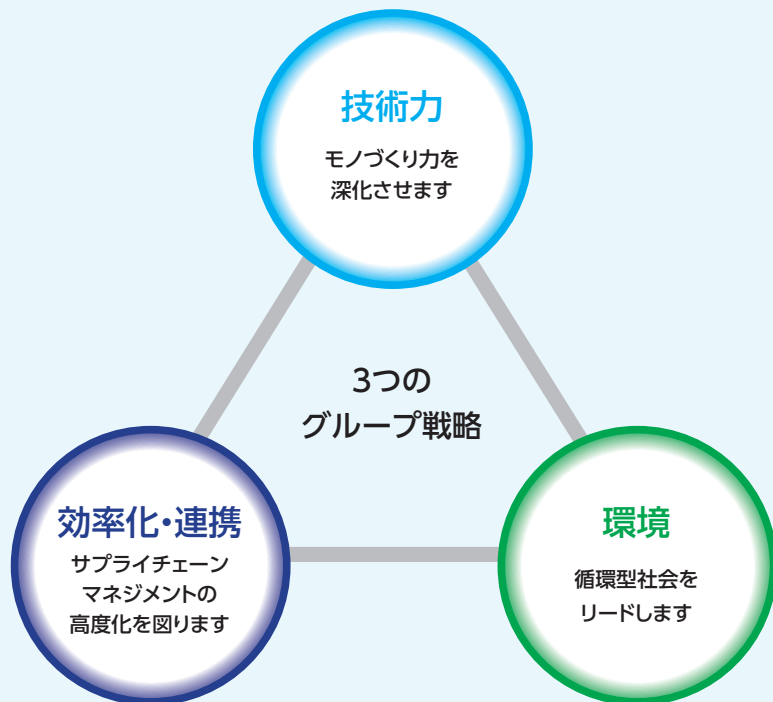 技術力
モノづくり力を
深化させます
3つの
グループ戦略
効率化・連携
サプライチェーン
マネジメントの
高度化を図ります
環境
循環型社会を
リードします